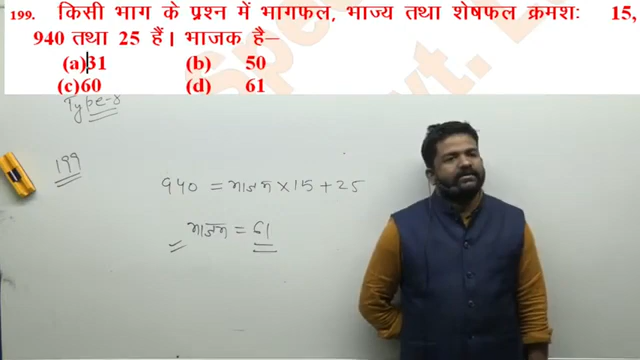 199. किसी भाग के प्रश्न में भागफल, भाज्य तथा शेषफल क्रमशः 15,
940 तथा 25 हैं। भाजक है–
(a)31 (b) 50
(c)60 (d) 61
Type-8
199
940 = भाजक × 15 + 25
भाजक = 61